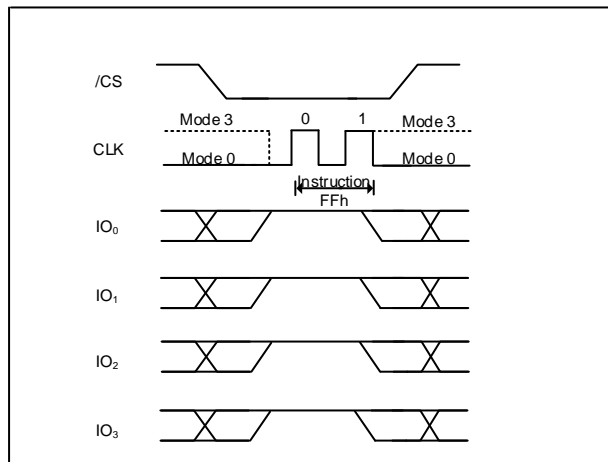 /CS
Mode 3 0 1 Mode 3
CLK
Mode 0 Mode 0
Instruction
FFh
IO₀
IO₁
IO₂
IO₃